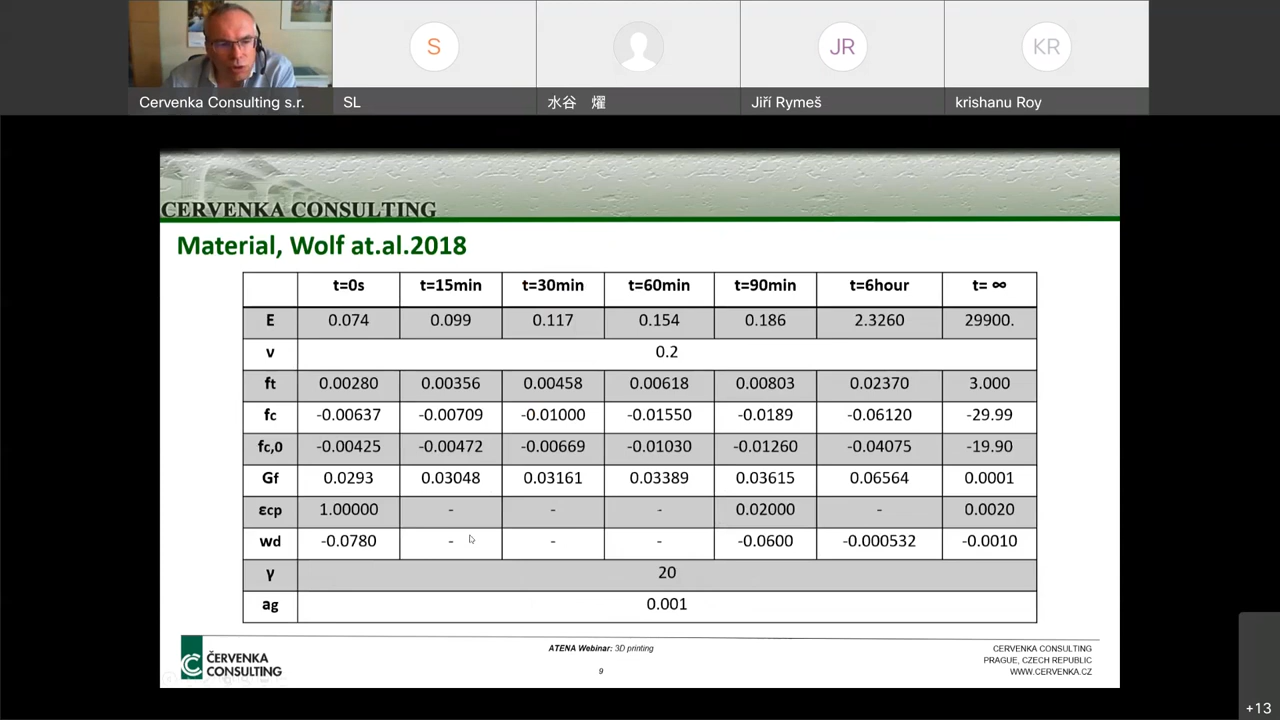 S
JR
KR
Cervenka Consulting s.r.
SL
水谷 燿
Jiří Rymeš
krishanu Roy
CERVENKA CONSULTING
Material, Wolf at.al.2018
t=0s t=15min t=30min t=60min t=90min t=6hour t= ∞
E 0.074 0.099 0.117 0.154 0.186 2.3260 29900.
ν 0.2
ft 0.00280 0.00356 0.00458 0.00618 0.00803 0.02370 3.000
fc -0.00637 -0.00709 -0.01000 -0.01550 -0.0189 -0.06120 -29.99
fc,0 -0.00425 -0.00472 -0.00669 -0.01030 -0.01260 -0.04075 -19.90
Gf 0.0293 0.03048 0.03161 0.03389 0.03615 0.06564 0.0001
εcp 1.00000 - - - 0.02000 - 0.0020
wd -0.0780 - - - -0.0600 -0.000532 -0.0010
γ 20
ag 0.001
ČERVENKA
CONSULTING
ATENA Webinar: 3D printing
9
CERVENKA CONSULTING
PRAGUE, CZECH REPUBLIC
WWW.CERVENKA.CZ
+13